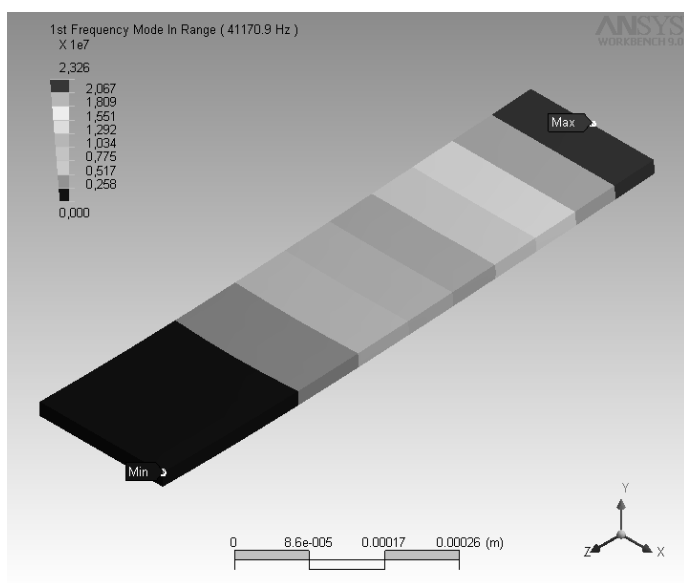 1st Frequency Mode In Range ( 41170.9 Hz )
X 1e7
ANSYS
WORKBENCH 9.0
2,326
2,067
1,809
1,551
1,292
1,034
0,775
0,517
0,258
0,000
Max
Min
0 8.6e-005 0.00017 0.00026 (m)
Y
Z X